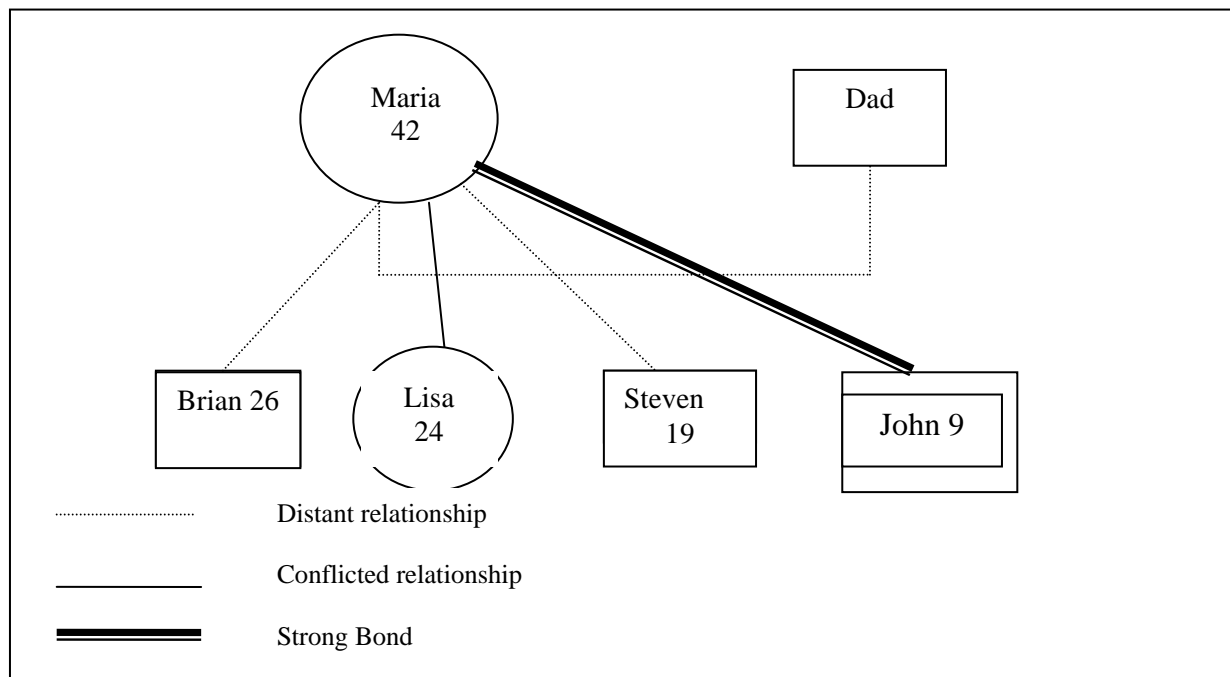 Maria
42
Dad
Brian 26
Lisa
24
Steven
19
John 9
Distant relationship
Conflicted relationship
Strong Bond